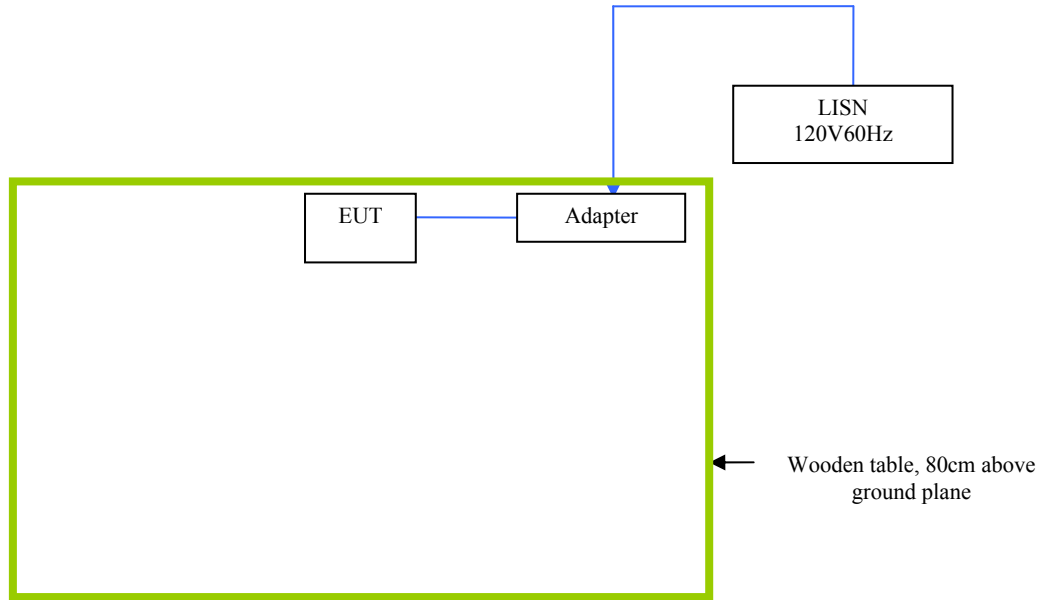 LISN
120V60Hz
EUT
Adapter
Wooden table, 80cm above
ground plane